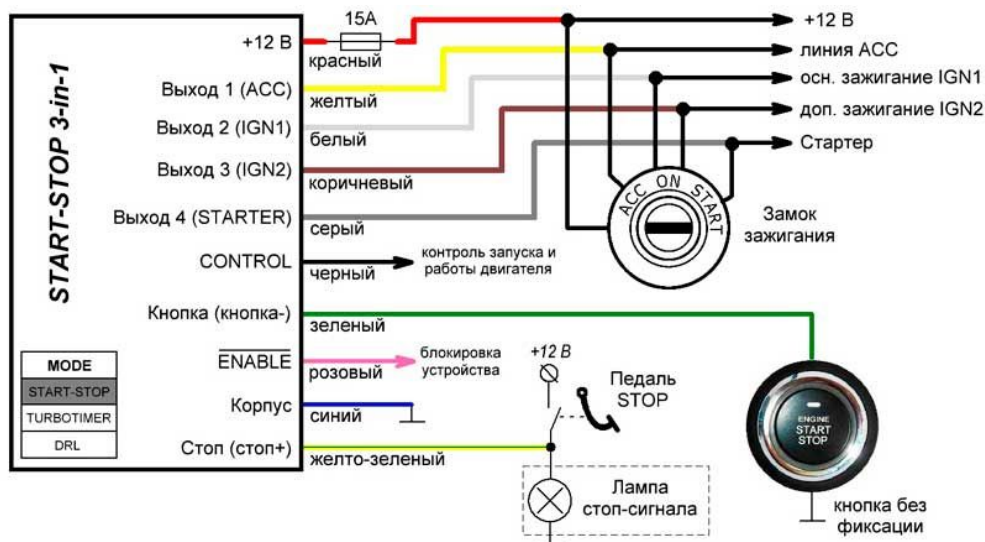 START-STOP 3-in-1
+12 В
15А
красный
+12 В
Выход 1 (ACC)
желтый
линия ACC
Выход 2 (IGN1)
белый
осн. зажигание IGN1
Выход 3 (IGN2)
коричневый
доп. зажигание IGN2
Выход 4 (STARTER)
серый
Стартер
ACC ON START
Замок
зажигания
CONTROL
черный
контроль запуска и
работы двигателя
Кнопка (кнопка-)
зеленый
ENABLE
розовый
блокировка
устройства
Корпус
синий
Стоп (стоп+)
желто-зеленый
MODE
START-STOP
TURBOTIMER
DRL
+12 В
Педаль
STOP
Лампа
стоп-сигнала
ENGINE
START
STOP
кнопка без
фиксации